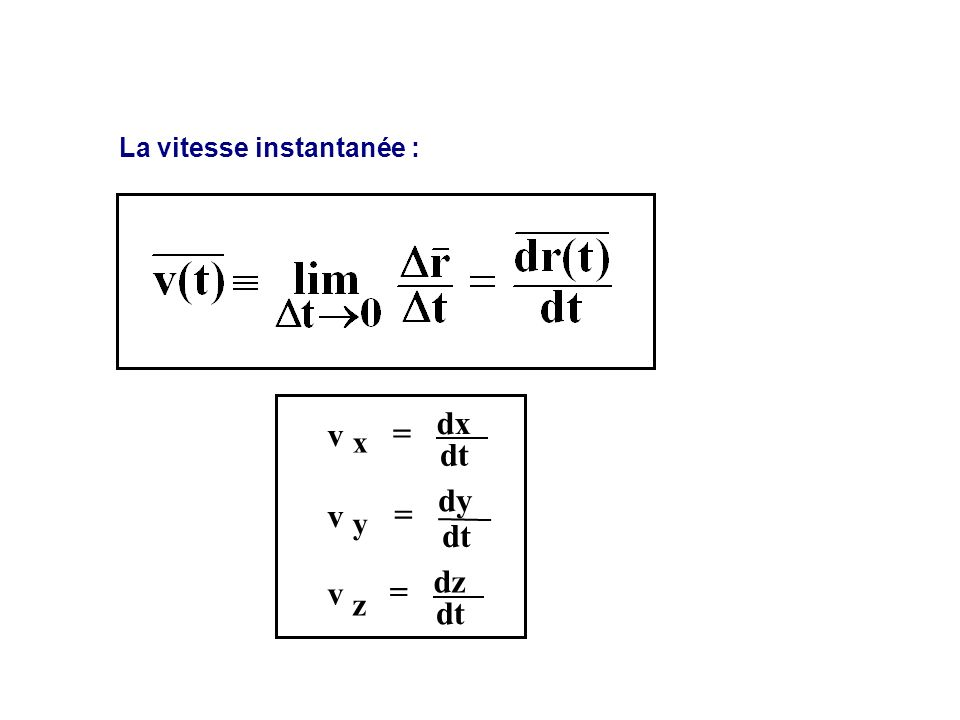 La vitesse instantanée :
v(t) ≡ lim Δt→0 Δr̄/Δt = dr(t)/dt
v x = dx/dt
v y = dy/dt
v z = dz/dt